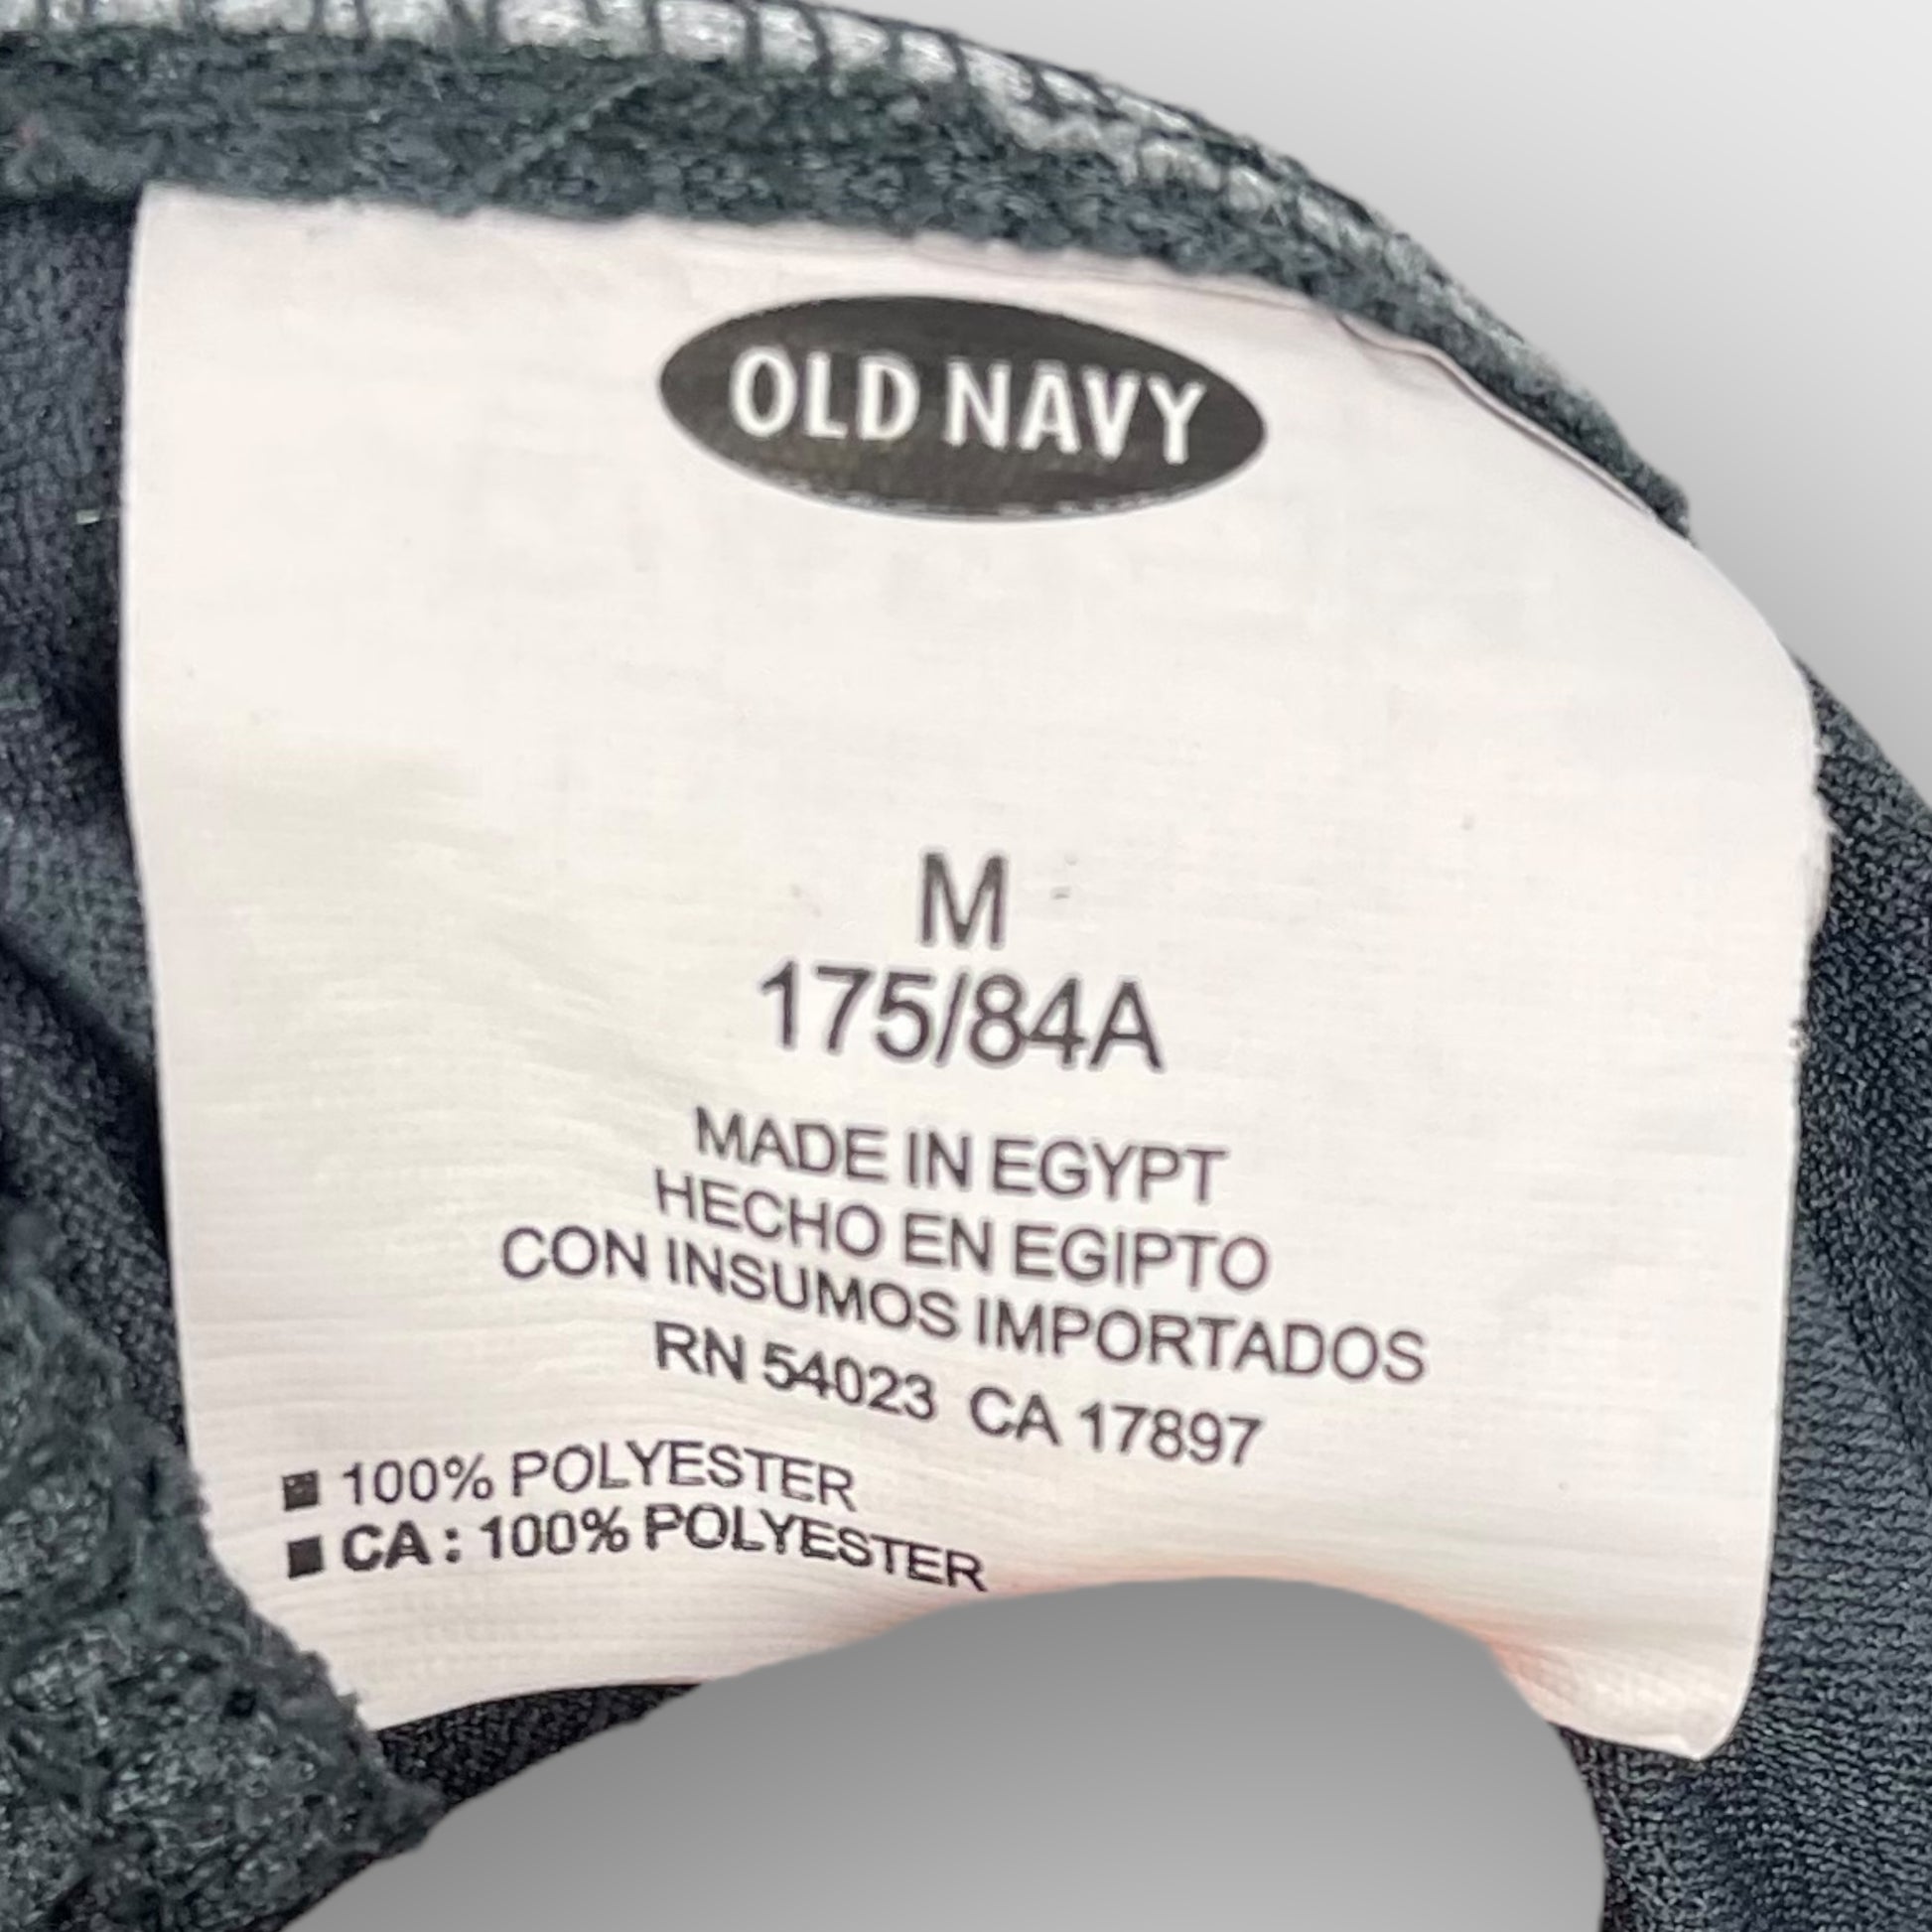 OLD NAVY
M
175/84A
MADE IN EGYPT
HECHO EN EGIPTO
CON INSUMOS IMPORTADOS
RN 54023 CA 17897
100% POLYESTER
CA : 100% POLYESTER